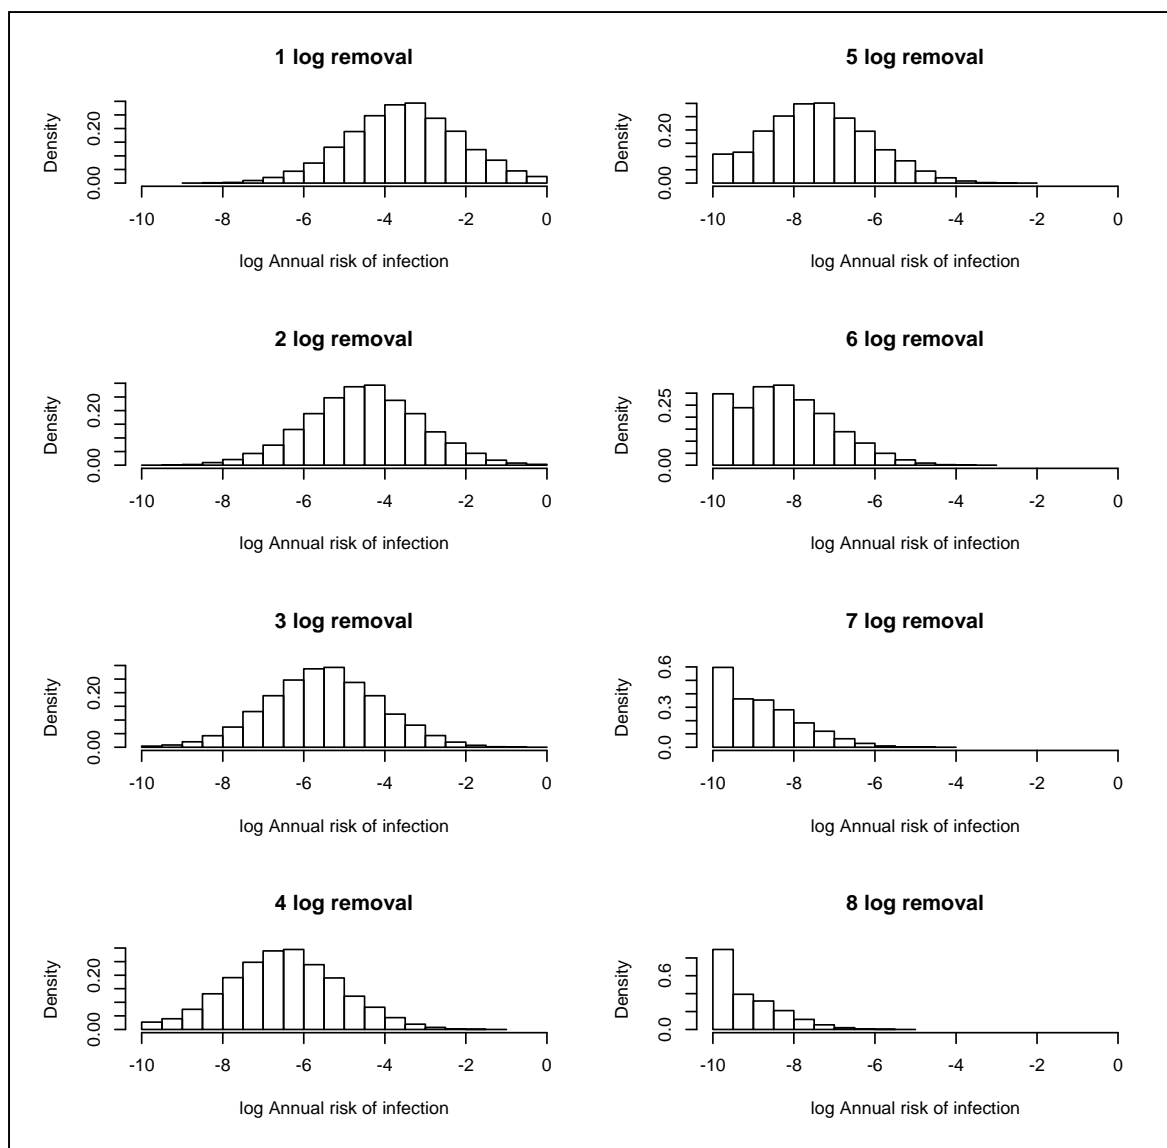 1 log removal
Density
0.00 0.20
-10 -8 -6 -4 -2 0
log Annual risk of infection
5 log removal
Density
0.00 0.20
-10 -8 -6 -4 -2 0
log Annual risk of infection
2 log removal
Density
0.00 0.20
-10 -8 -6 -4 -2 0
log Annual risk of infection
6 log removal
Density
0.00 0.25
-10 -8 -6 -4 -2 0
log Annual risk of infection
3 log removal
Density
0.00 0.20
-10 -8 -6 -4 -2 0
log Annual risk of infection
7 log removal
Density
0.0 0.3 0.6
-10 -8 -6 -4 -2 0
log Annual risk of infection
4 log removal
Density
0.00 0.20
-10 -8 -6 -4 -2 0
log Annual risk of infection
8 log removal
Density
0.0 0.6
-10 -8 -6 -4 -2 0
log Annual risk of infection